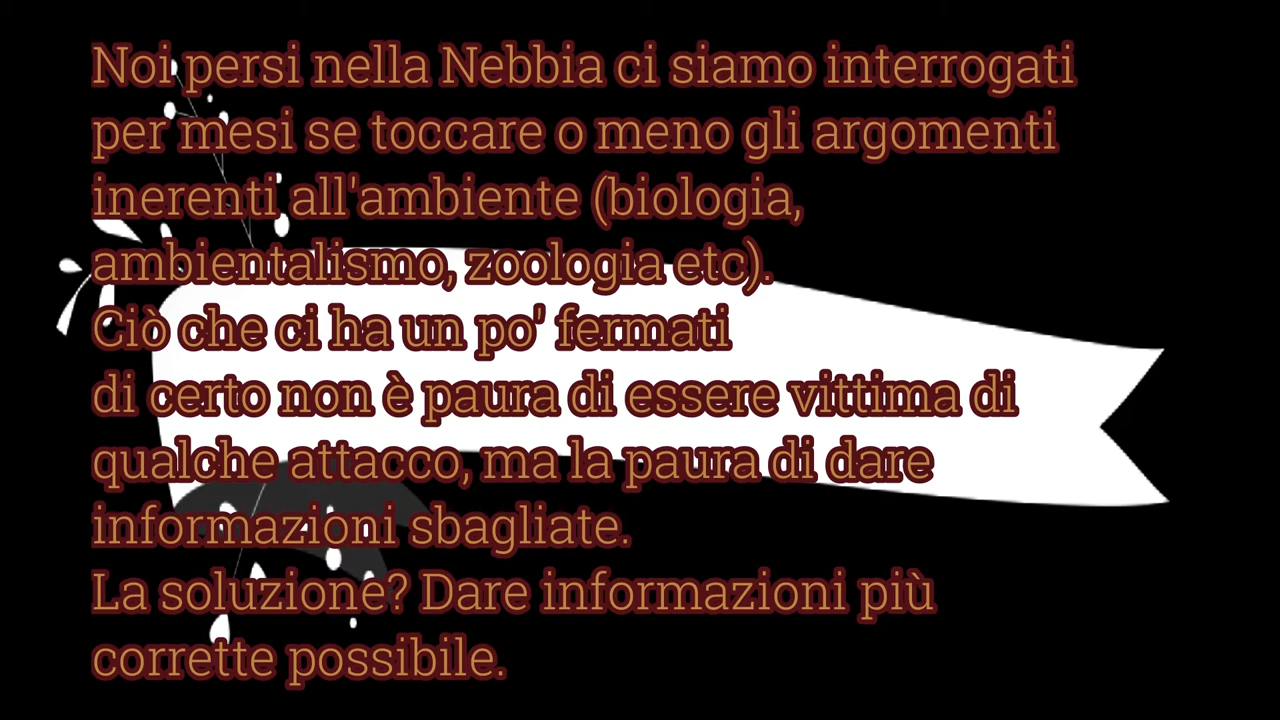 Noi persi nella Nebbia ci siamo interrogati
per mesi se toccare o meno gli argomenti
inerenti all'ambiente (biologia,
ambientalismo, zoologia etc).
Ciò che ci ha un po' fermati
di certo non è paura di essere vittima di
qualche attacco, ma la paura di dare
informazioni sbagliate.
La soluzione? Dare informazioni più
corrette possibile.